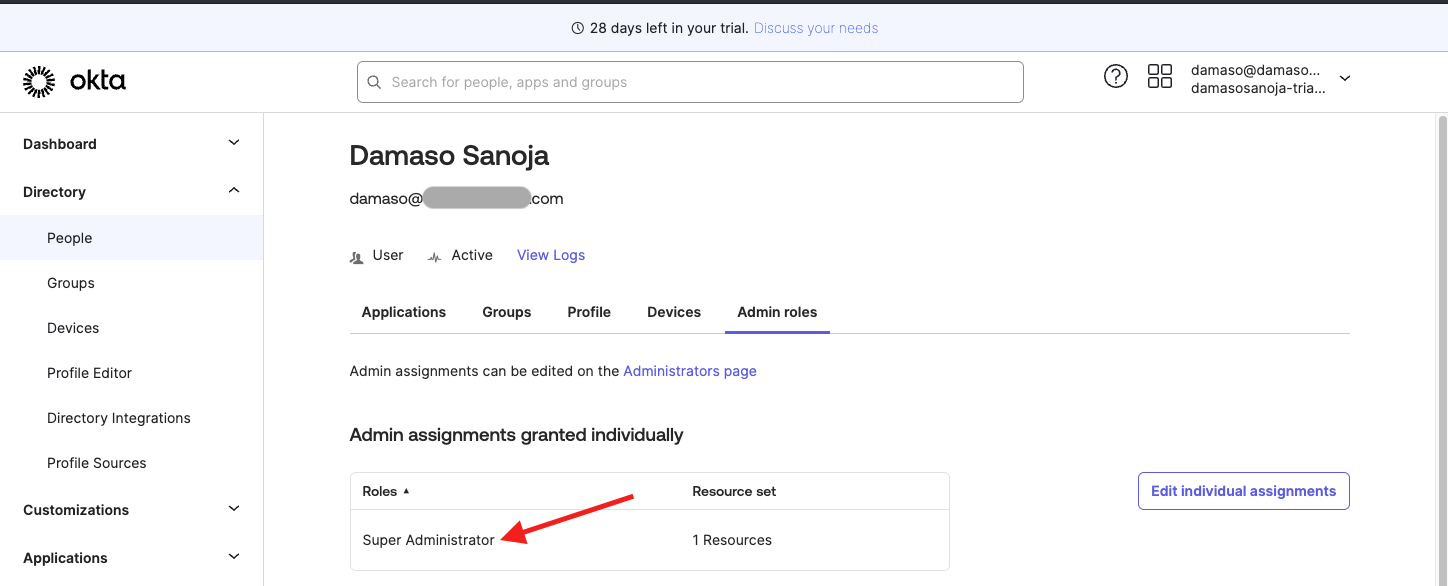 28 days left in your trial. Discuss your needs
okta
Search for people, apps and groups
damaso@damaso...
damasosanoja-tria...
Dashboard
Directory
People
Groups
Devices
Profile Editor
Directory Integrations
Profile Sources
Customizations
Applications
Damaso Sanoja
damaso@ .com
User Active View Logs
Applications Groups Profile Devices Admin roles
Admin assignments can be edited on the Administrators page
Admin assignments granted individually
Roles ▲ Resource set
Edit individual assignments
Super Administrator 1 Resources